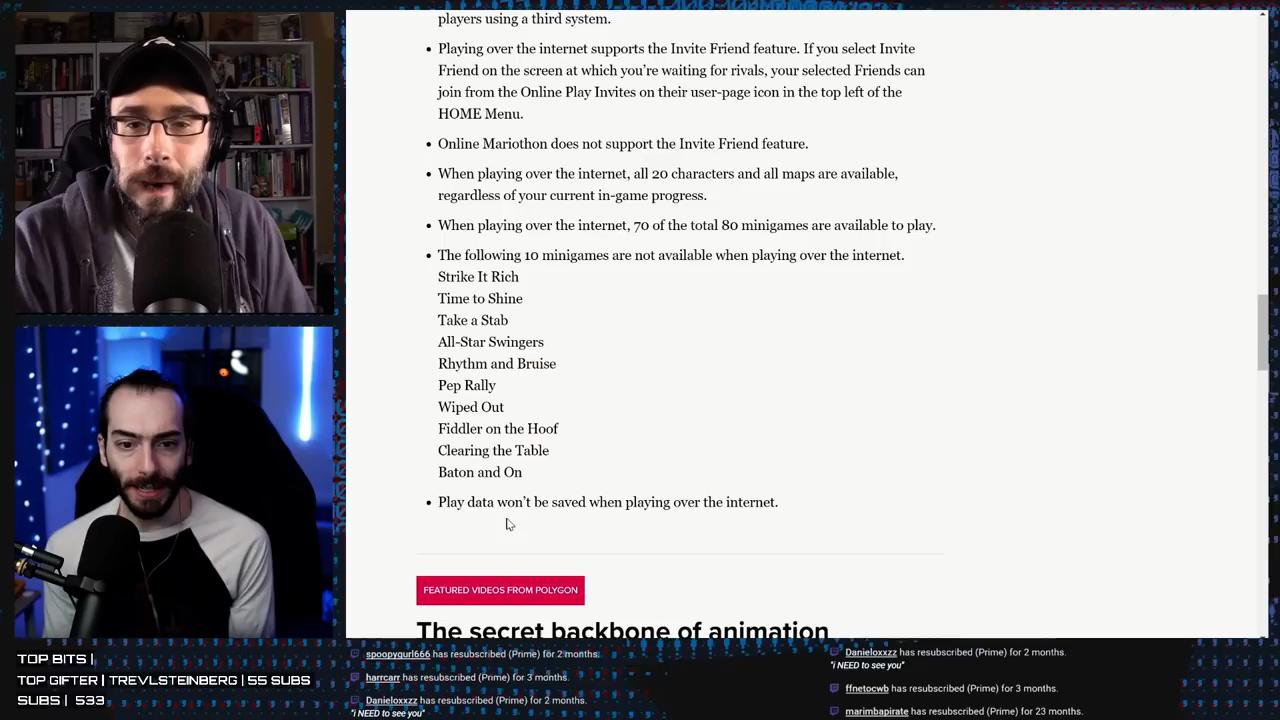 players using a third system.
• Playing over the internet supports the Invite Friend feature. If you select Invite
Friend on the screen at which you’re waiting for rivals, your selected Friends can
join from the Online Play Invites on their user-page icon in the top left of the
HOME Menu.
• Online Mariothon does not support the Invite Friend feature.
• When playing over the internet, all 20 characters and all maps are available,
regardless of your current in-game progress.
• When playing over the internet, 70 of the total 80 minigames are available to play.
• The following 10 minigames are not available when playing over the internet.
Strike It Rich
Time to Shine
Take a Stab
All-Star Swingers
Rhythm and Bruise
Pep Rally
Wiped Out
Fiddler on the Hoof
Clearing the Table
Baton and On
• Play data won’t be saved when playing over the internet.
FEATURED VIDEOS FROM POLYGON
The secret backbone of animation
TOP BITS |
TOP GIFTER | TREVLSTEINBERG | 55 SUBS
SUBS | 533
spoopygurl666 has resubscribed (Prime) for 2 months.
harrcarr has resubscribed (Prime) for 3 months.
Danieloxxzz has resubscribed (Prime) for 2 months.
"i NEED to see you"
Danieloxxzz has resubscribed (Prime) for 2 months.
"i NEED to see you"
ffnetocwb has resubscribed (Prime) for 3 months.
marimbapirate has resubscribed (Prime) for 23 months.